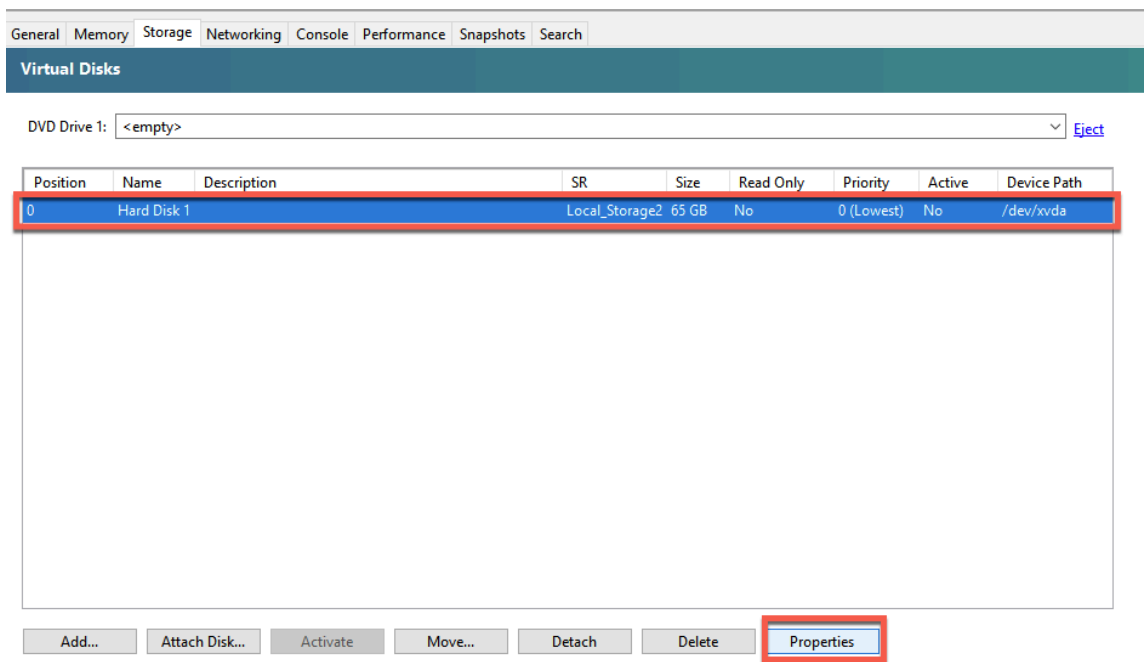 General Memory Storage Networking Console Performance Snapshots Search
Virtual Disks
DVD Drive 1: <empty> Eject
Position Name Description SR Size Read Only Priority Active Device Path
0 Hard Disk 1 Local_Storage2 65 GB No 0 (Lowest) No /dev/xvda
Add... Attach Disk... Activate Move... Detach Delete Properties